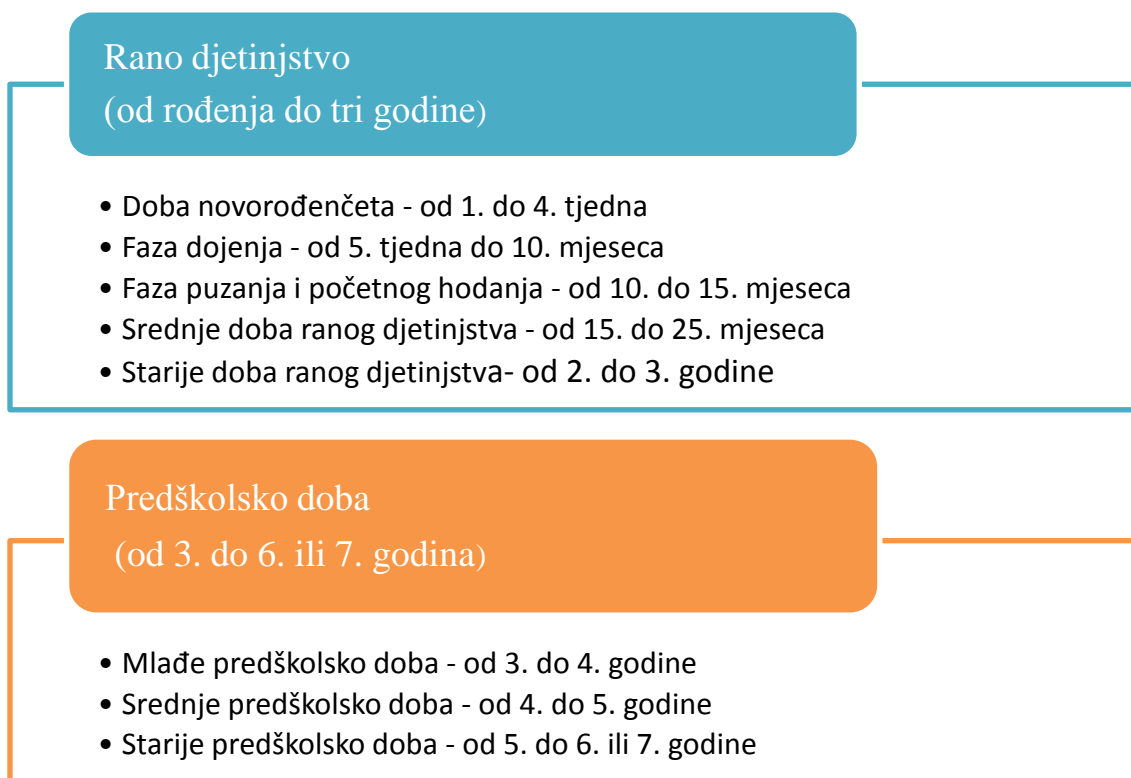 Rano djetinjstvo
(od rođenja do tri godine)
• Doba novorođenčeta - od 1. do 4. tjedna
• Faza dojenja - od 5. tjedna do 10. mjeseca
• Faza puzanja i početnog hodanja - od 10. do 15. mjeseca
• Srednje doba ranog djetinjstva - od 15. do 25. mjeseca
• Starije doba ranog djetinjstva- od 2. do 3. godine
Predškolsko doba
(od 3. do 6. ili 7. godina)
• Mlađe predškolsko doba - od 3. do 4. godine
• Srednje predškolsko doba - od 4. do 5. godine
• Starije predškolsko doba - od 5. do 6. ili 7. godine